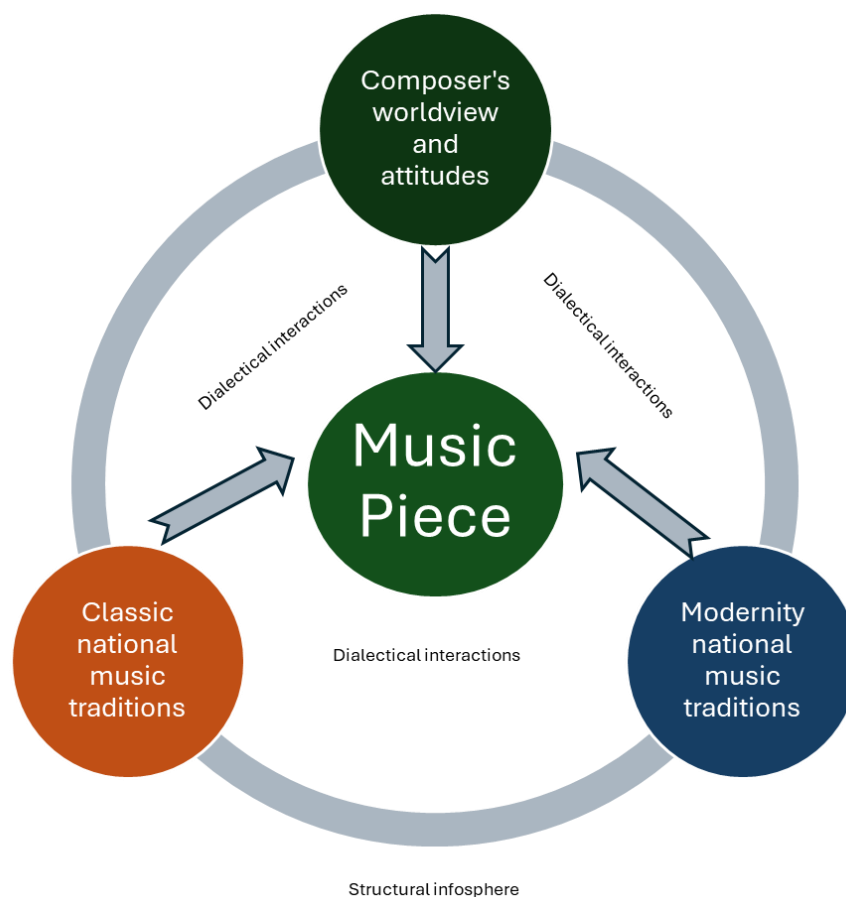 Composer's
worldview
and
attitudes
Dialectical interactions
Dialectical interactions
Music
Piece
Classic
national
music
traditions
Modernity
national
music
traditions
Dialectical interactions
Structural infosphere